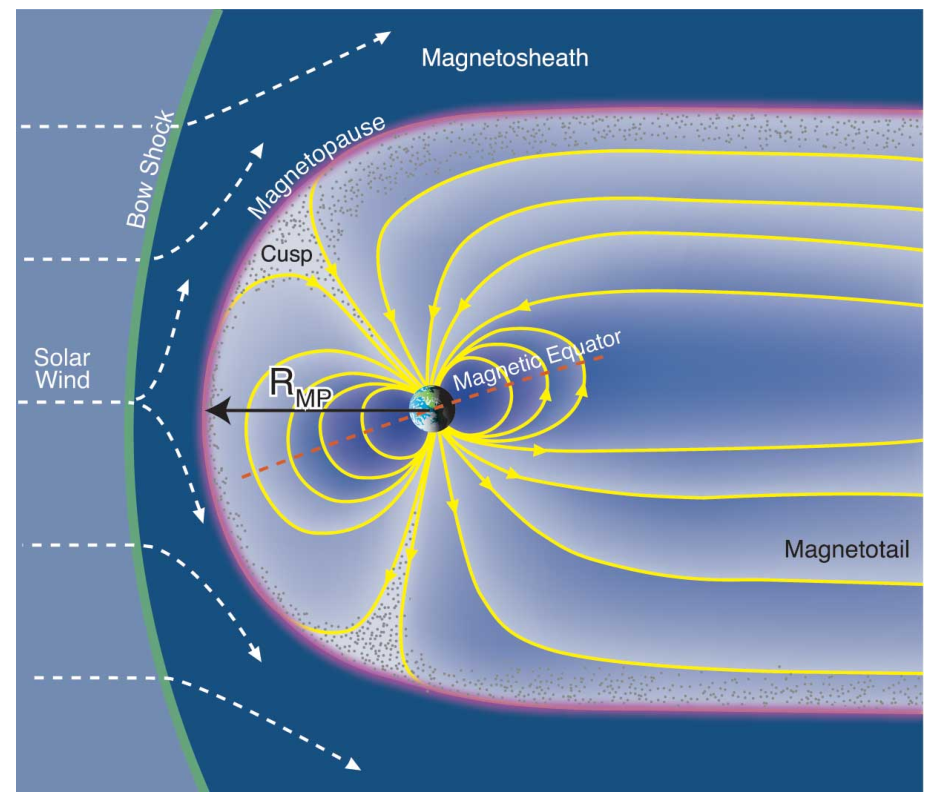 Magnetosheath
Bow Shock
Magnetopause
Cusp
Solar
Wind
R_MP
Magnetic Equator
Magnetotail